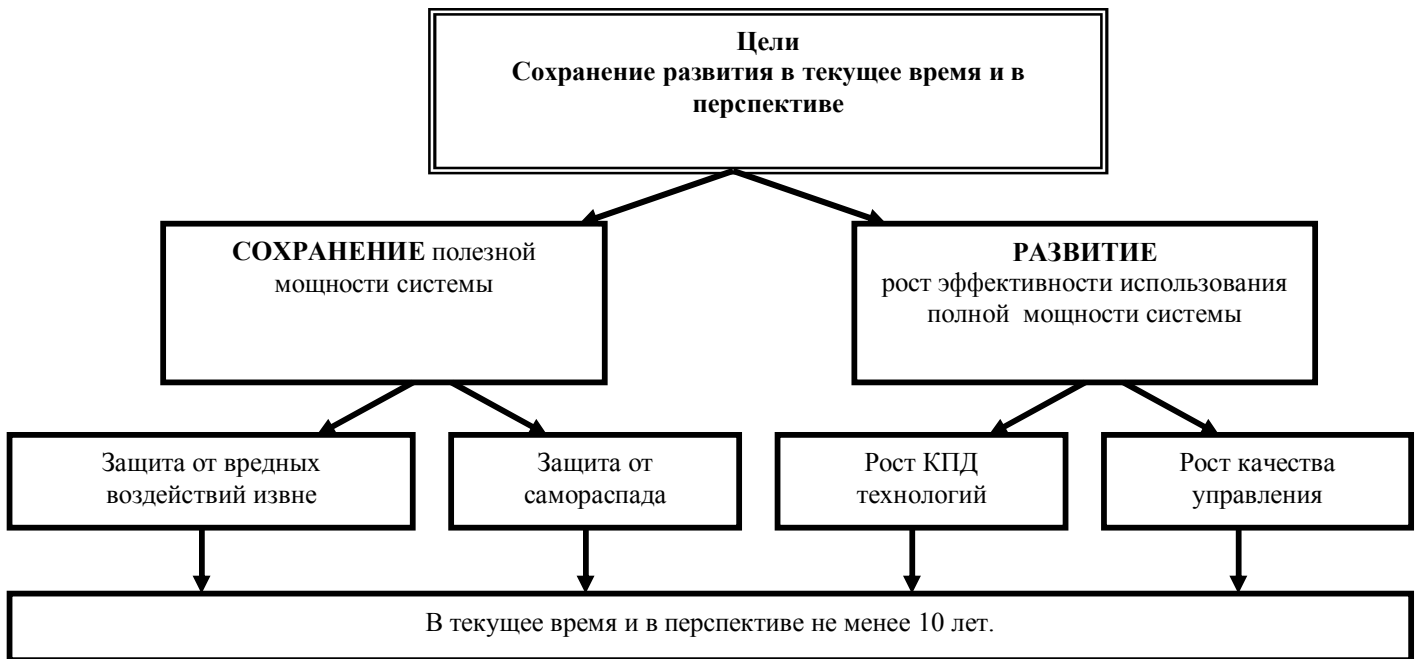 Цели
Сохранение развития в текущее время и в
перспективе
СОХРАНЕНИЕ полезной
мощности системы
РАЗВИТИЕ
рост эффективности использования
полной мощности системы
Защита от вредных
воздействий извне
Защита от
самораспада
Рост КПД
технологий
Рост качества
управления
В текущее время и в перспективе не менее 10 лет.